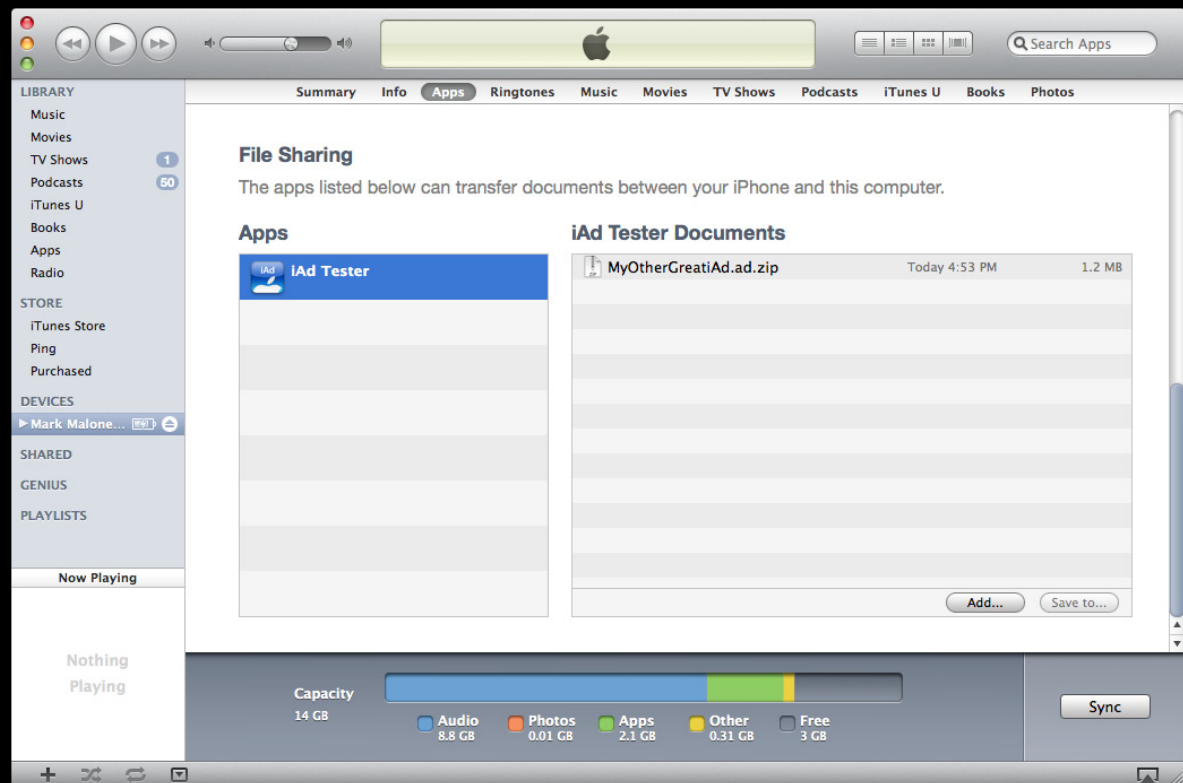 Search Apps
LIBRARY
Music
Movies
TV Shows 1
Podcasts 50
iTunes U
Books
Apps
Radio
STORE
iTunes Store
Ping
Purchased
DEVICES
Mark Malone...
SHARED
GENIUS
PLAYLISTS
Now Playing
Nothing
Playing
Summary Info Apps Ringtones Music Movies TV Shows Podcasts iTunes U Books Photos
File Sharing
The apps listed below can transfer documents between your iPhone and this computer.
Apps
iAd iAd Tester
iAd Tester Documents
MyOtherGreatiAd.ad.zip Today 4:53 PM 1.2 MB
Add... Save to...
Capacity
14 GB
Audio Photos Apps Other Free
8.8 GB 0.01 GB 2.1 GB 0.31 GB 3 GB
Sync